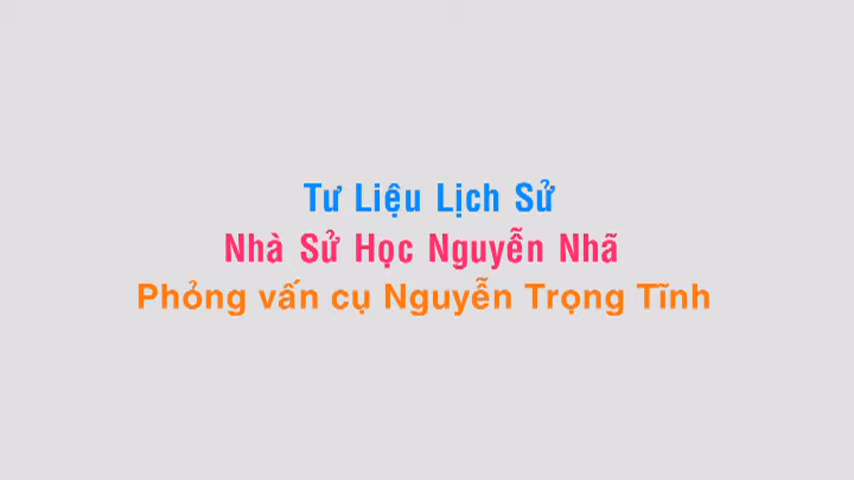 Tư Liệu Lịch Sử
Nhà Sử Học Nguyễn Nhã
Phỏng vấn cụ Nguyễn Trọng Tĩnh